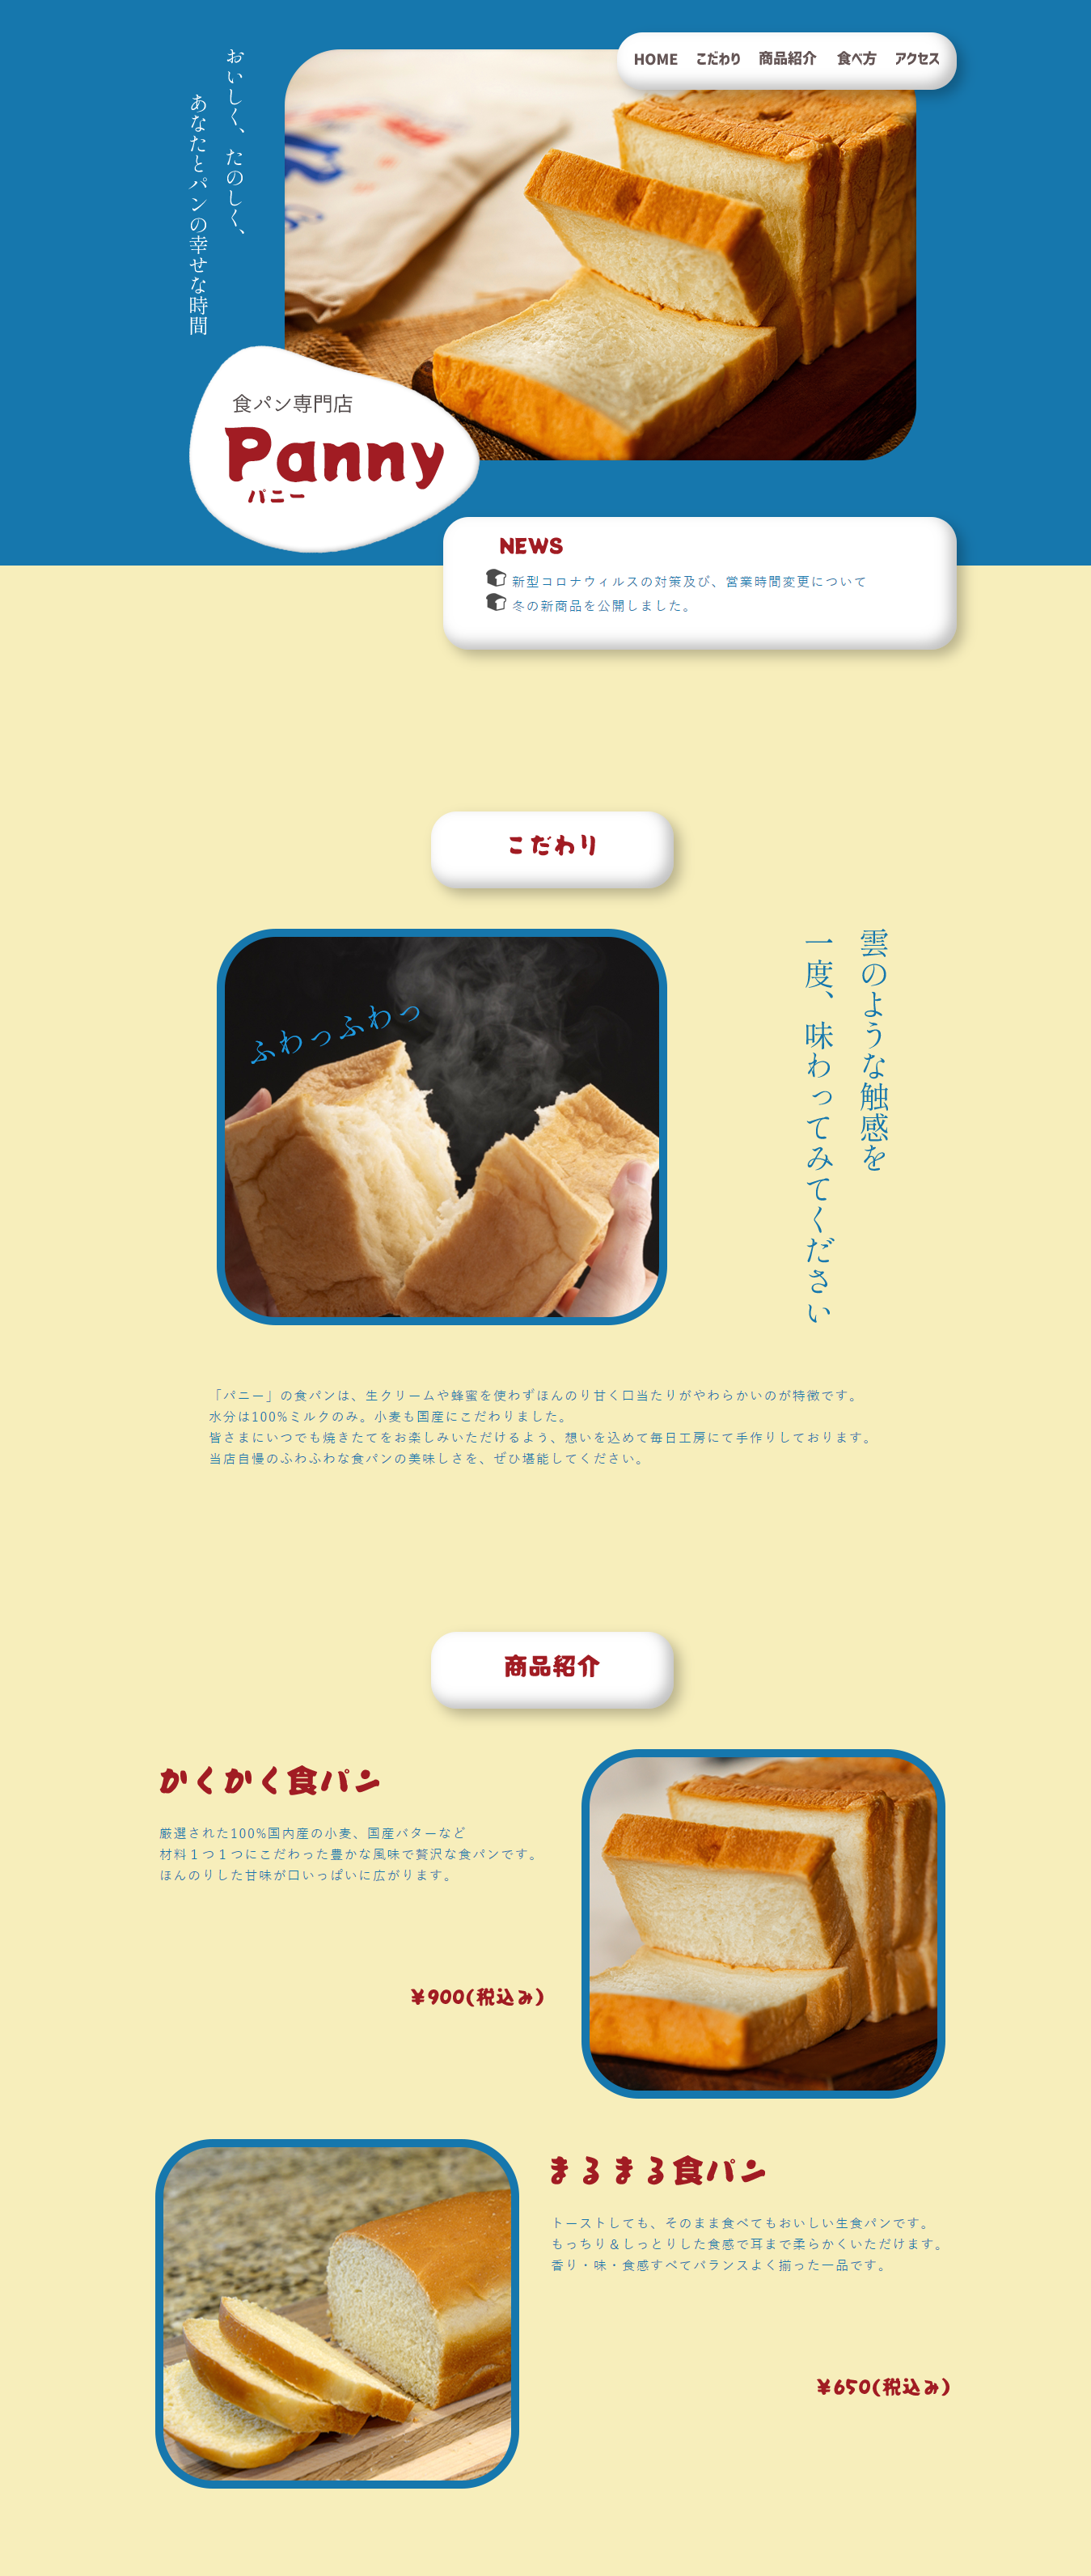 HOME こだわり 商品紹介 食べ方 アクセス
おいしく、たのしく、
あなたとパンの幸せな時間
食パン専門店
Panny
パニー
NEWS
新型コロナウィルスの対策及び、営業時間変更について
冬の新商品を公開しました。
こだわり
ふわっふわっ
雲のような触感を
一度、味わってみてください
「パニー」の食パンは、生クリームや蜂蜜を使わずほんのり甘く口当たりがやわらかいのが特徴です。
水分は100%ミルクのみ。小麦も国産にこだわりました。
皆さまにいつでも焼きたてをお楽しみいただけるよう、想いを込めて毎日工房にて手作りしております。
当店自慢のふわふわな食パンの美味しさを、ぜひ堪能してください。
商品紹介
かくかく食パン
厳選された100%国内産の小麦、国産バターなど
材料１つ１つにこだわった豊かな風味で贅沢な食パンです。
ほんのりした甘味が口いっぱいに広がります。
¥900(税込み)
まるまる食パン
トーストしても、そのまま食べてもおいしい生食パンです。
もっちり＆しっとりした食感で耳まで柔らかくいただけます。
香り・味・食感すべてバランスよく揃った一品です。
¥650(税込み)